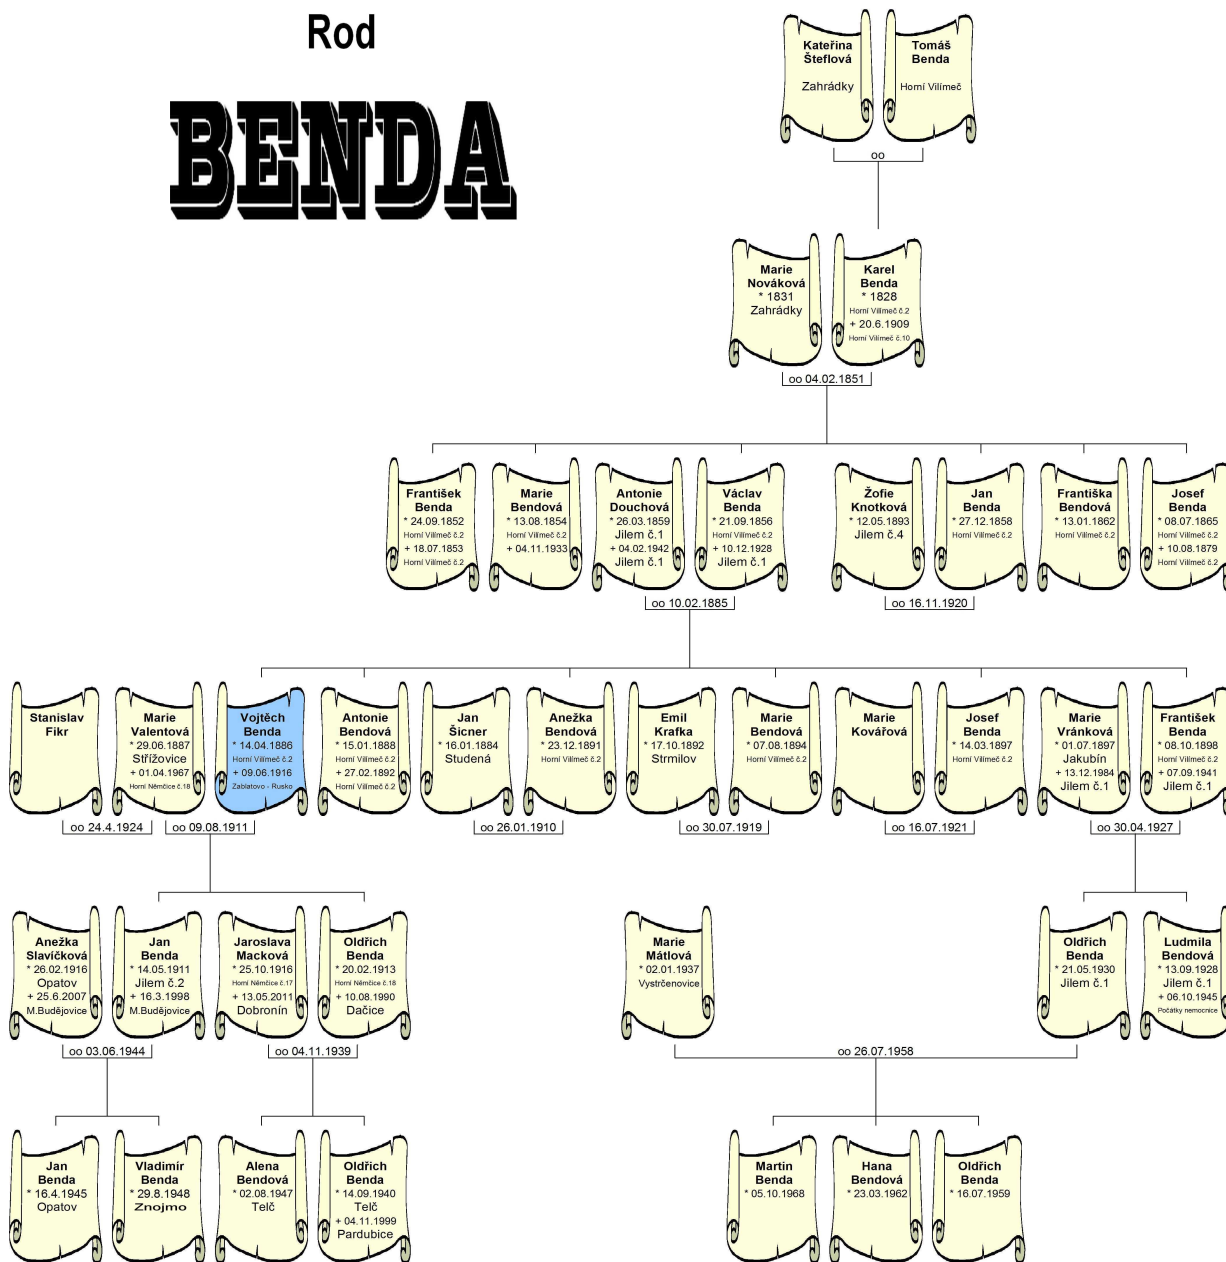 Rod
BENDA
Kateřina
Šteflová
Zahrádky
Tomáš
Benda
Horní Vilímeč
oo
Marie
Nováková
* 1831
Zahrádky
Karel
Benda
* 1828
Horní Vilímeč č.2
+ 20.6.1909
Horní Vilímeč č.10
oo 04.02.1851
František
Benda
* 24.09.1852
Horní Vilímeč č.2
+ 18.07.1853
Horní Vilímeč č.2
Marie
Bendová
* 13.08.1854
Horní Vilímeč č.2
+ 04.11.1933
Antonie
Douchová
* 26.03.1859
Jilem č.1
+ 04.02.1942
Jilem č.1
Václav
Benda
* 21.09.1856
Horní Vilímeč č.2
+ 10.12.1928
Jilem č.1
Žofie
Knotková
* 12.05.1893
Jilem č.4
Jan
Benda
* 27.12.1858
Horní Vilímeč č.2
Františka
Bendová
* 13.01.1862
Horní Vilímeč č.2
Josef
Benda
* 08.07.1865
Horní Vilímeč č.2
+ 10.08.1879
Horní Vilímeč č.2
oo 10.02.1885
oo 16.11.1920
Stanislav
Fikr
Marie
Valentová
* 29.06.1887
Střížovice
+ 01.04.1967
Horní Němčice č.18
Vojtěch
Benda
* 14.04.1886
Horní Vilímeč č.2
+ 09.06.1916
Zablatovo - Rusko
Antonie
Bendová
* 15.01.1888
Horní Vilímeč č.2
+ 27.02.1892
Horní Vilímeč č.2
Jan
Šicner
* 16.01.1884
Studená
Anežka
Bendová
* 23.12.1891
Horní Vilímeč č.2
Emil
Krafka
* 17.10.1892
Strmilov
Marie
Bendová
* 07.08.1894
Horní Vilímeč č.2
Marie
Kovářová
Josef
Benda
* 14.03.1897
Horní Vilímeč č.2
Marie
Vránková
* 01.07.1897
Jakubín
+ 13.12.1984
Jilem č.1
František
Benda
* 08.10.1898
Horní Vilímeč č.2
+ 07.09.1941
Jilem č.1
oo 24.4.1924
oo 09.08.1911
oo 26.01.1910
oo 30.07.1919
oo 16.07.1921
oo 30.04.1927
Anežka
Slavíčková
* 26.02.1916
Opatov
+ 25.6.2007
M.Budějovice
Jan
Benda
* 14.05.1911
Jilem č.2
+ 16.3.1998
M.Budějovice
Jaroslava
Macková
* 25.10.1916
Horní Němčice č.17
+ 13.05.2011
Dobronín
Oldřich
Benda
* 20.02.1913
Horní Němčice č.18
+ 10.08.1990
Dačice
Marie
Mátlová
* 02.01.1937
Vystrčenovice
Oldřich
Benda
* 21.05.1930
Jilem č.1
Ludmila
Bendová
* 13.09.1928
Jilem č.1
+ 06.10.1945
Počátky nemocnice
oo 03.06.1944
oo 04.11.1939
oo 26.07.1958
Jan
Benda
* 16.4.1945
Opatov
Vladimír
Benda
* 29.8.1948
Znojmo
Alena
Bendová
* 02.08.1947
Telč
Oldřich
Benda
* 14.09.1940
Telč
+ 04.11.1999
Pardubice
Martin
Benda
* 05.10.1968
Hana
Bendová
* 23.03.1962
Oldřich
Benda
* 16.07.1959